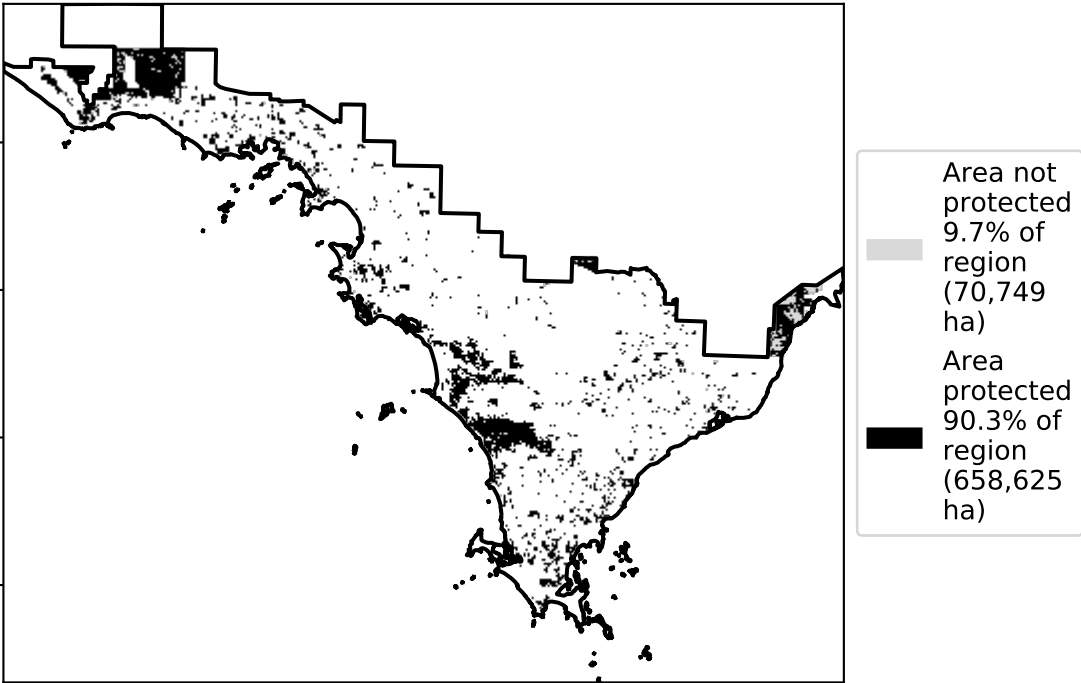 Area not
protected
9.7% of
region
(70,749
ha)
Area
protected
90.3% of
region
(658,625
ha)